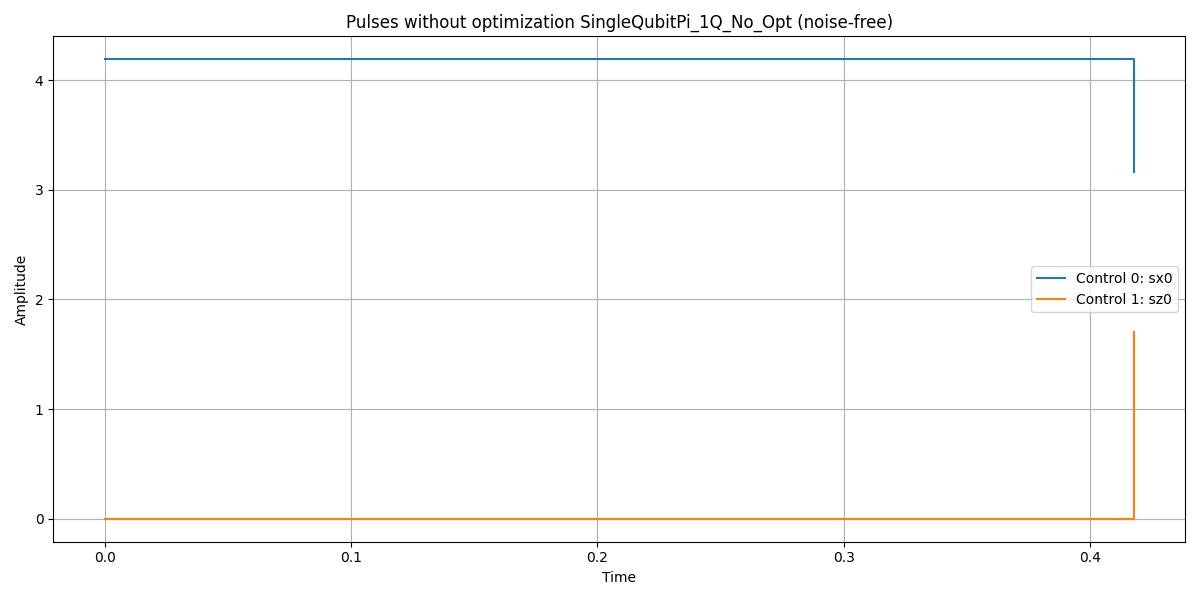 Pulses without optimization SingleQubitPi_1Q_No_Opt (noise-free)
Amplitude
4
3
2
1
0
Control 0: sx0
Control 1: sz0
0.0 0.1 0.2 0.3 0.4
Time